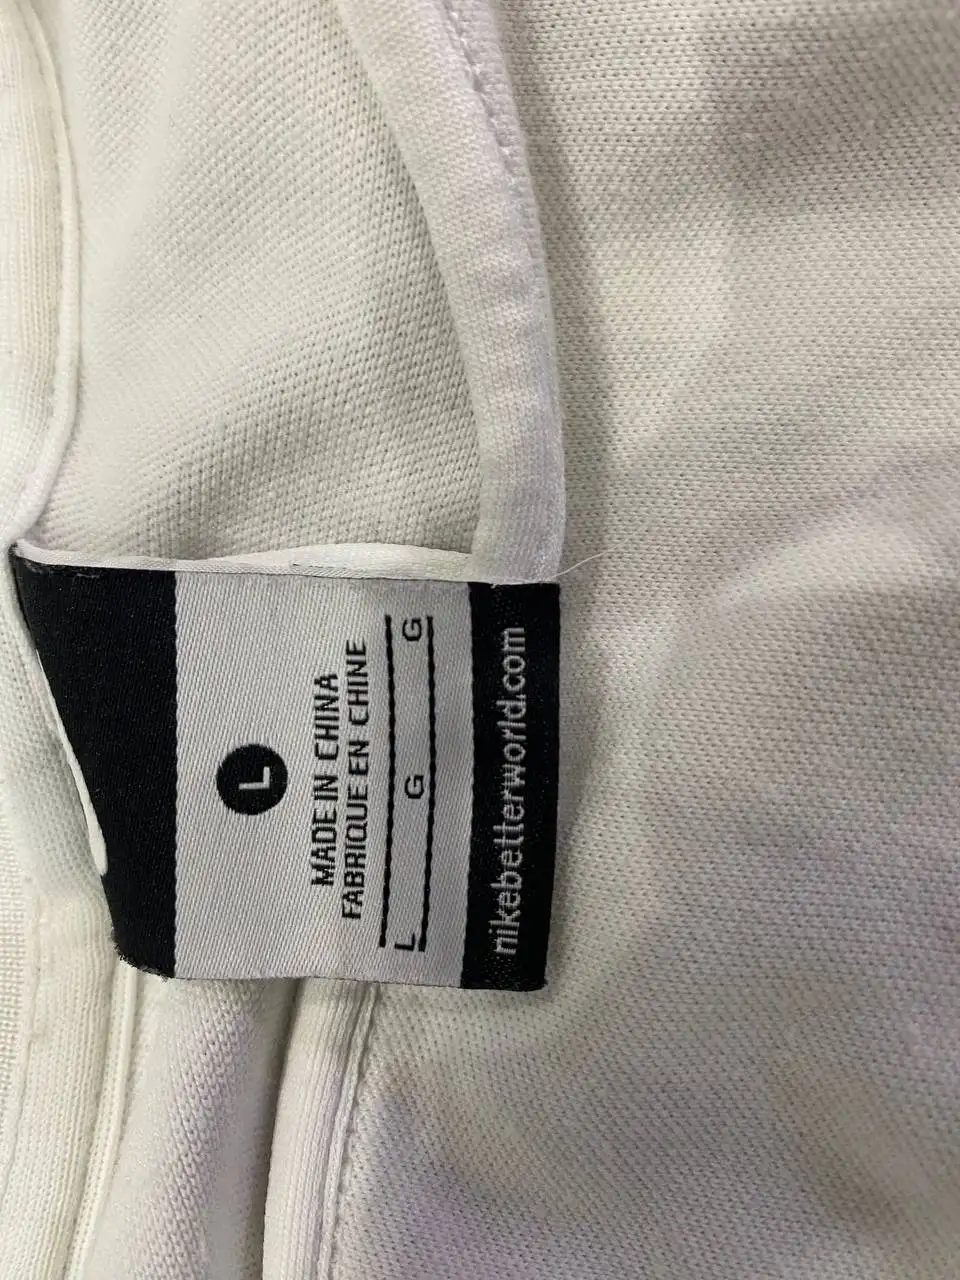 L
MADE IN CHINA
FABRIQUE EN CHINE
L G G
nikebetterworld.com